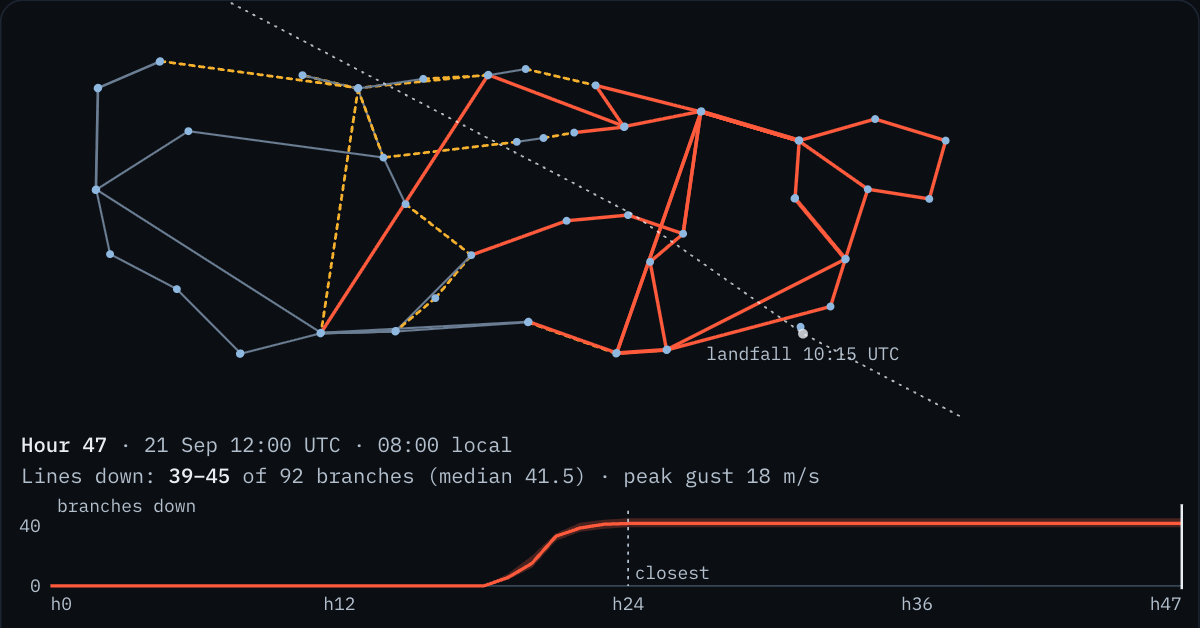 landfall 10:15 UTC
Hour 47 · 21 Sep 12:00 UTC · 08:00 local
Lines down: 39–45 of 92 branches (median 41.5) · peak gust 18 m/s
branches down
40
0
closest
h0 h12 h24 h36 h47